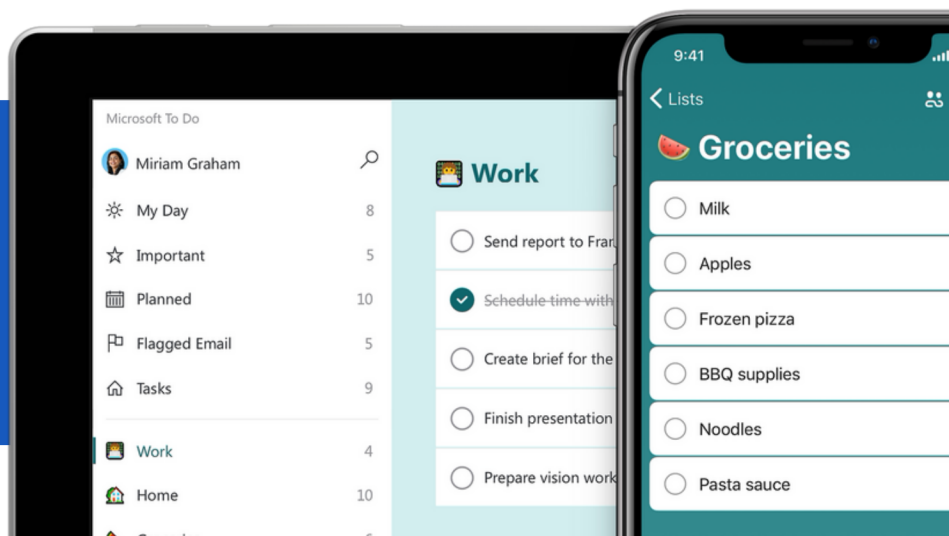 Microsoft To Do
Miriam Graham
My Day 8
Important 5
Planned 10
Flagged Email 5
Tasks 9
Work 4
Home 10
Work
Send report to
Schedule time with
Create brief for the
Finish presentation
Prepare vision work
9:41
Lists
Groceries
Milk
Apples
Frozen pizza
BBQ supplies
Noodles
Pasta sauce